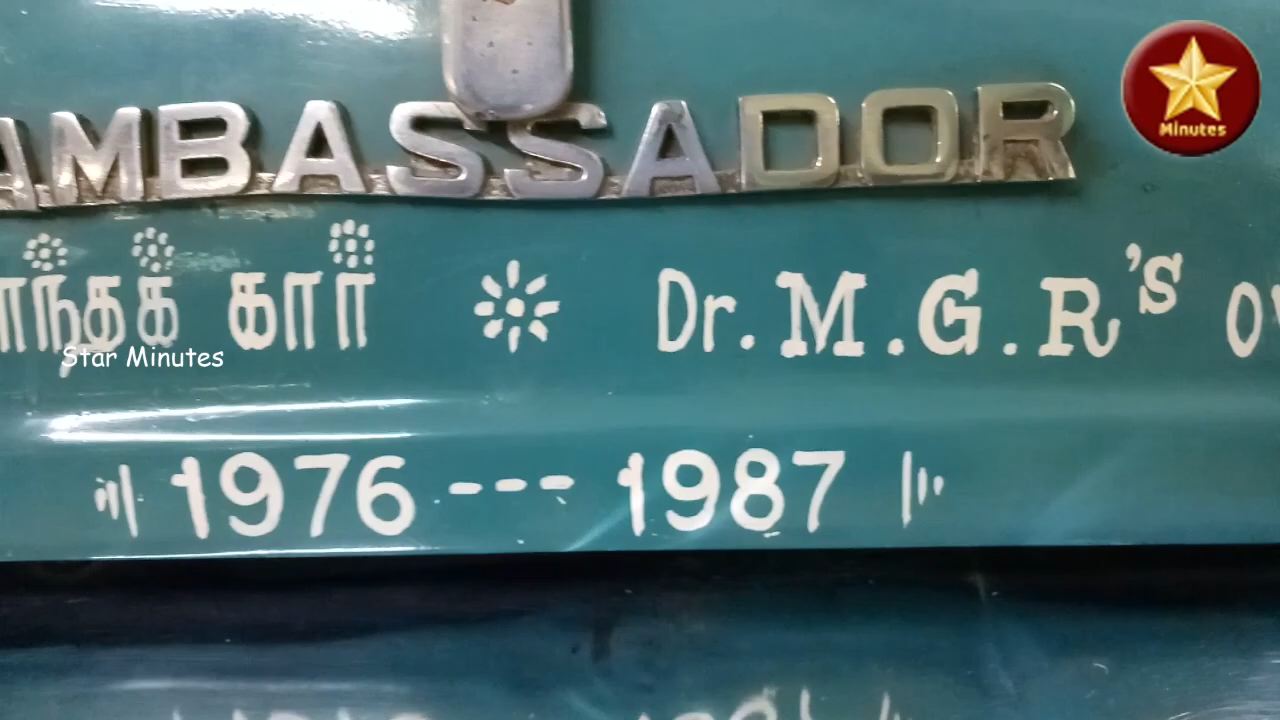 AMBASSADOR
Minutes
ார்ந்தக் கார் Dr. M.G.R's
Star Minutes
1976 --- 1987